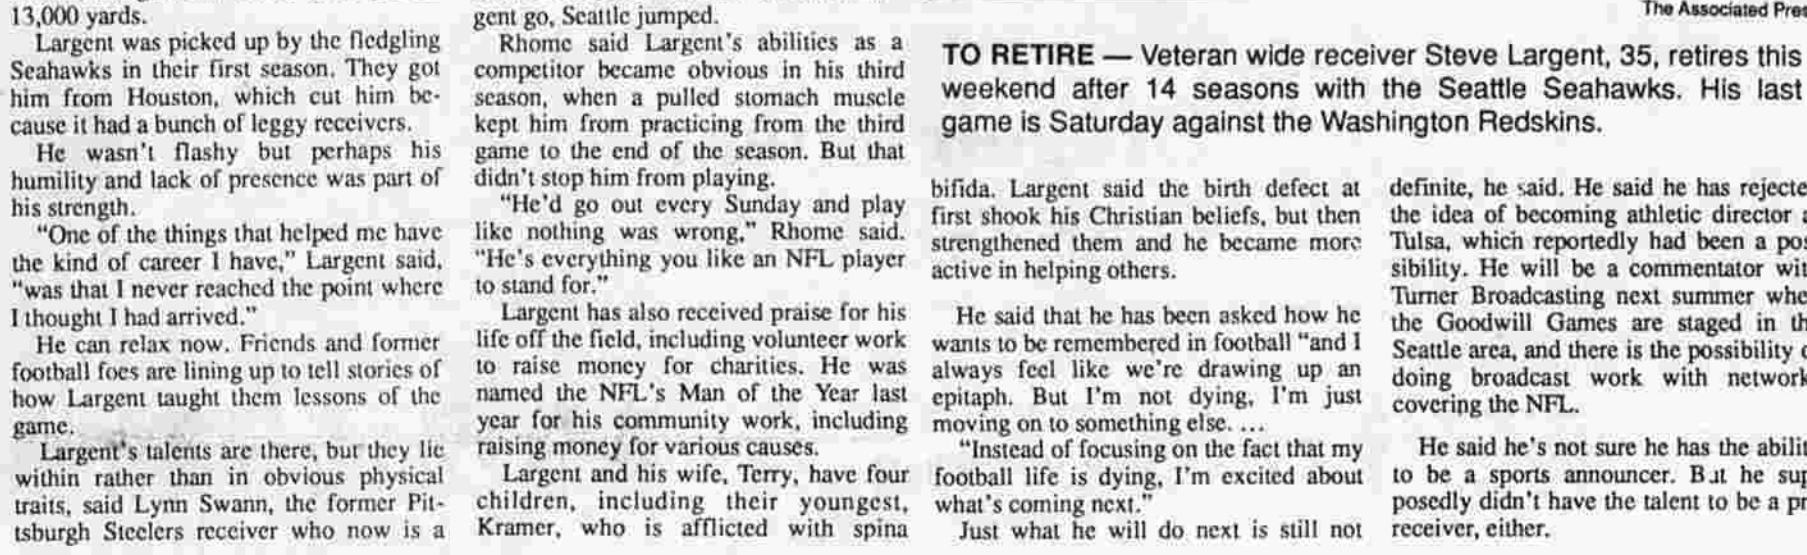 13,000 yards.
Largent was picked up by the fledgling
Seahawks in their first season. They got
him from Houston, which cut him be-
cause it had a bunch of leggy receivers.
He wasn't flashy but perhaps his
humility and lack of presence was part of
his strength.
"One of the things that helped me have
the kind of career I have," Largent said,
"was that I never reached the point where
I thought I had arrived."
He can relax now. Friends and former
football foes are lining up to tell stories of
how Largent taught them lessons of the
game.
Largent's talents are there, but they lie
within rather than in obvious physical
traits, said Lynn Swann, the former Pit-
tsburgh Steelers receiver who now is a
gent go, Seattle jumped.
Rhome said Largent's abilities as a
competitor became obvious in his third
season, when a pulled stomach muscle
kept him from practicing from the third
game to the end of the season. But that
didn't stop him from playing.
"He'd go out every Sunday and play
like nothing was wrong," Rhome said.
"He's everything you like an NFL player
to stand for."
Largent has also received praise for his
life off the field, including volunteer work
to raise money for charities. He was
named the NFL's Man of the Year last
year for his community work, including
raising money for various causes.
Largent and his wife, Terry, have four
children, including their youngest,
Kramer, who is afflicted with spina
The Associated Pres
TO RETIRE — Veteran wide receiver Steve Largent, 35, retires this
weekend after 14 seasons with the Seattle Seahawks. His last
game is Saturday against the Washington Redskins.
bifida. Largent said the birth defect at
first shook his Christian beliefs, but then
strengthened them and he became more
active in helping others.
He said that he has been asked how he
wants to be remembered in football "and I
always feel like we're drawing up an
epitaph. But I'm not dying, I'm just
moving on to something else. ...
"Instead of focusing on the fact that my
football life is dying, I'm excited about
what's coming next."
Just what he will do next is still not
definite, he said. He said he has rejecte
the idea of becoming athletic director a
Tulsa, which reportedly had been a pos
sibility. He will be a commentator wit
Turner Broadcasting next summer whe
the Goodwill Games are staged in th
Seattle area, and there is the possibility o
doing broadcast work with network
covering the NFL.
He said he's not sure he has the abilit
to be a sports announcer. But he sup
posedly didn't have the talent to be a pr
receiver, either.